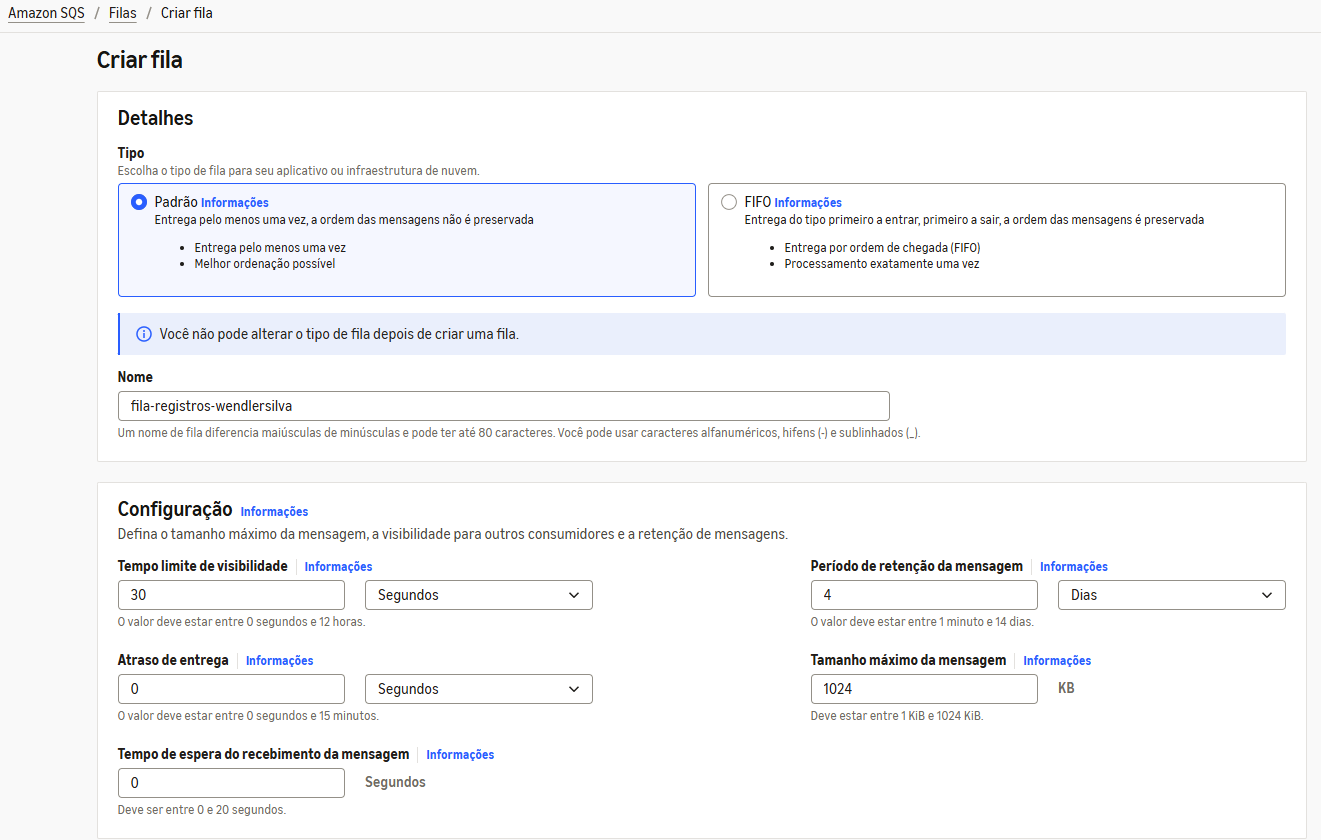 Amazon SQS / Filas / Criar fila
Criar fila
Detalhes
Tipo
Escolha o tipo de fila para seu aplicativo ou infraestrutura de nuvem.
Padrão Informações
Entrega pelo menos uma vez, a ordem das mensagens não é preservada
• Entrega pelo menos uma vez
• Melhor ordenação possível
FIFO Informações
Entrega do tipo primeiro a entrar, primeiro a sair, a ordem das mensagens é preservada
• Entrega por ordem de chegada (FIFO)
• Processamento exatamente uma vez
Você não pode alterar o tipo de fila depois de criar uma fila.
Nome
fila-registros-wendlersilva
Um nome de fila diferencia maiúsculas de minúsculas e pode ter até 80 caracteres. Você pode usar caracteres alfanuméricos, hifens (-) e sublinhados (_).
Configuração Informações
Defina o tamanho máximo da mensagem, a visibilidade para outros consumidores e a retenção de mensagens.
Tempo limite de visibilidade Informações
30 Segundos
O valor deve estar entre 0 segundos e 12 horas.
Período de retenção da mensagem Informações
4 Dias
O valor deve estar entre 1 minuto e 14 dias.
Atraso de entrega Informações
0 Segundos
O valor deve estar entre 0 segundos e 15 minutos.
Tamanho máximo da mensagem Informações
1024 KB
Deve estar entre 1 KiB e 1024 KiB.
Tempo de espera do recebimento da mensagem Informações
0 Segundos
Deve ser entre 0 e 20 segundos.